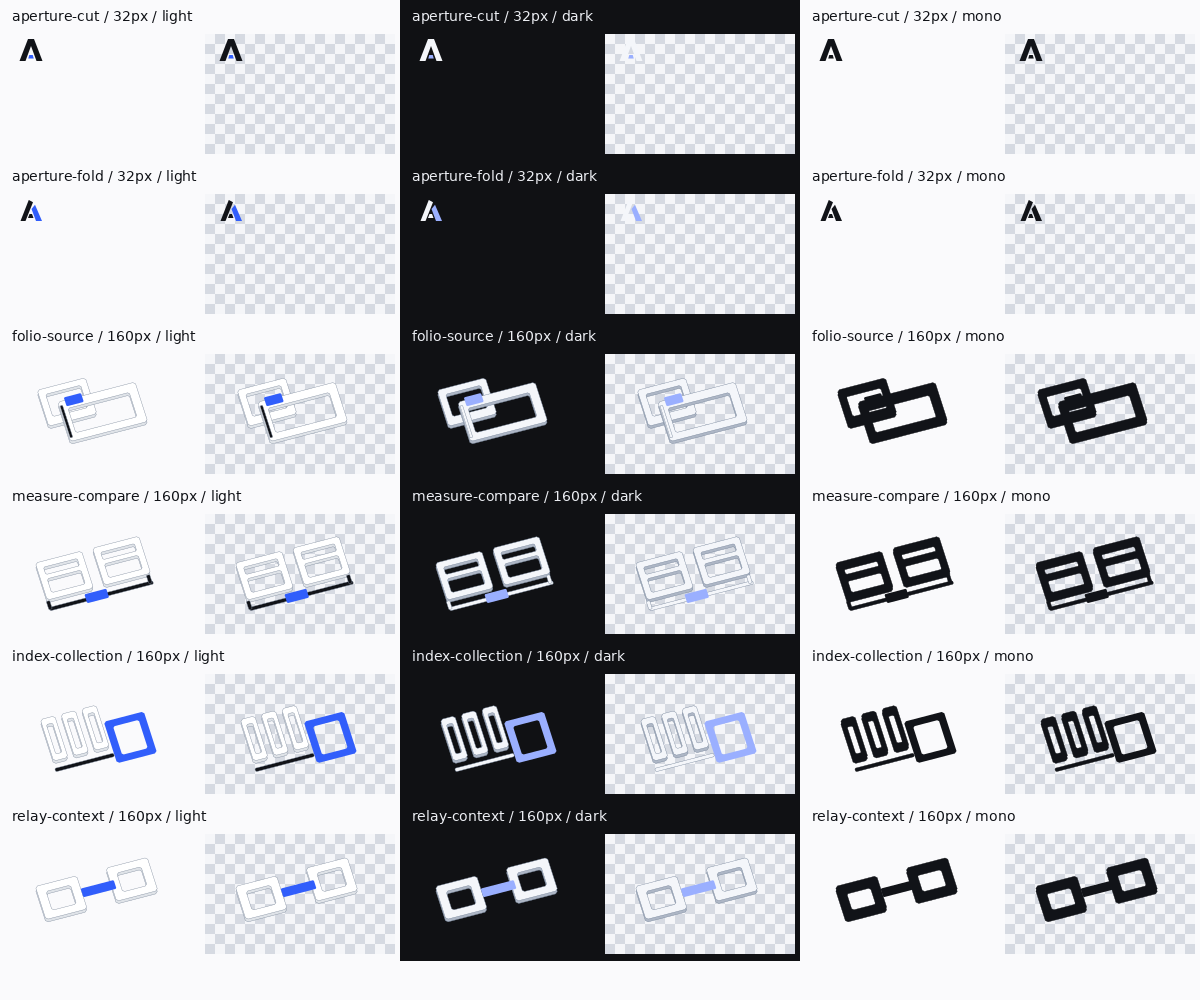 aperture-cut / 32px / light
aperture-cut / 32px / dark
aperture-cut / 32px / mono
aperture-fold / 32px / light
aperture-fold / 32px / dark
aperture-fold / 32px / mono
folio-source / 160px / light
folio-source / 160px / dark
folio-source / 160px / mono
measure-compare / 160px / light
measure-compare / 160px / dark
measure-compare / 160px / mono
index-collection / 160px / light
index-collection / 160px / dark
index-collection / 160px / mono
relay-context / 160px / light
relay-context / 160px / dark
relay-context / 160px / mono